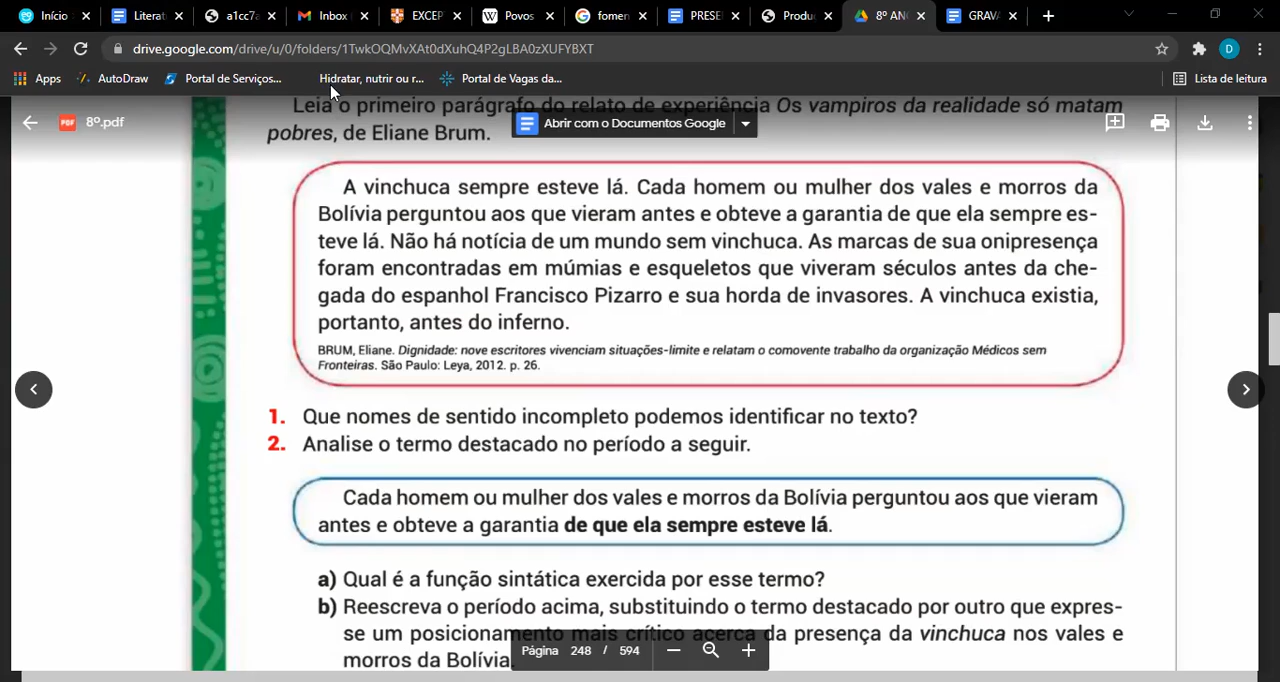 Início
Literat
a1cc7a
Inbox
EXCEP
Povos
fomen
PRESE
Produc
8º ANO
GRAVA
drive.google.com/drive/u/0/folders/1TwkOQMvXAt0dXuhQ4P2gLBA0zXUFYBXT
D
Apps
AutoDraw
Portal de Serviços...
Hidratar, nutrir ou r...
Portal de Vagas da...
Lista de leitura
Leia o primeiro parágrafo do relato de experiência Os vampiros da realidade só matam
pobres, de Eliane Brum.
PDF
8º.pdf
Abrir com o Documentos Google
A vinchuca sempre esteve lá. Cada homem ou mulher dos vales e morros da
Bolívia perguntou aos que vieram antes e obteve a garantia de que ela sempre es-
teve lá. Não há notícia de um mundo sem vinchuca. As marcas de sua onipresença
foram encontradas em múmias e esqueletos que viveram séculos antes da che-
gada do espanhol Francisco Pizarro e sua horda de invasores. A vinchuca existia,
portanto, antes do inferno.
BRUM, Eliane. Dignidade: nove escritores vivenciam situações-limite e relatam o comovente trabalho da organização Médicos sem
Fronteiras. São Paulo: Leya, 2012. p. 26.
1. Que nomes de sentido incompleto podemos identificar no texto?
2. Analise o termo destacado no período a seguir.
Cada homem ou mulher dos vales e morros da Bolívia perguntou aos que vieram
antes e obteve a garantia de que ela sempre esteve lá.
a) Qual é a função sintática exercida por esse termo?
b) Reescreva o período acima, substituindo o termo destacado por outro que expres-
se um posicionamento mais crítico acerca da presença da vinchuca nos vales e
morros da Bolívia.
Página 248 / 594